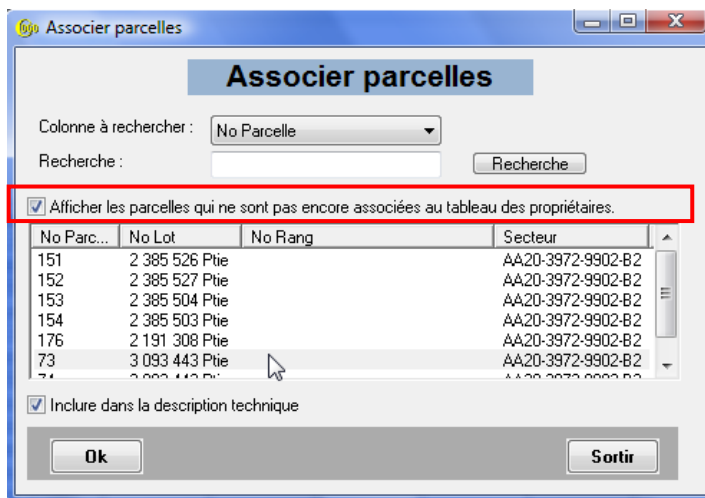 Associer parcelles
Associer parcelles
Colonne à rechercher : No Parcelle
Recherche : Recherche
Afficher les parcelles qui ne sont pas encore associées au tableau des propriétaires.
No Parc... No Lot No Rang Secteur
151 2 385 526 Ptie AA20-3972-9902-B2
152 2 385 527 Ptie AA20-3972-9902-B2
153 2 385 504 Ptie AA20-3972-9902-B2
154 2 385 503 Ptie AA20-3972-9902-B2
176 2 191 308 Ptie AA20-3972-9902-B2
73 3 093 443 Ptie AA20-3972-9902-B2
Inclure dans la description technique
Ok Sortir